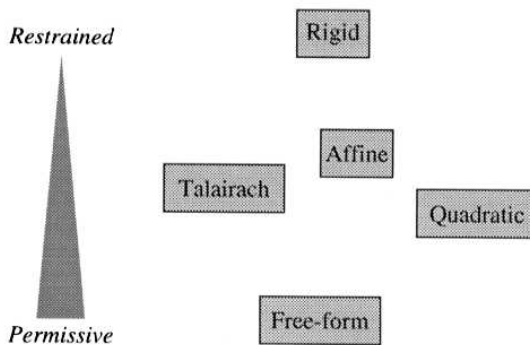 Restrained
Rigid
Affine
Talairach
Quadratic
Free-form
Permissive